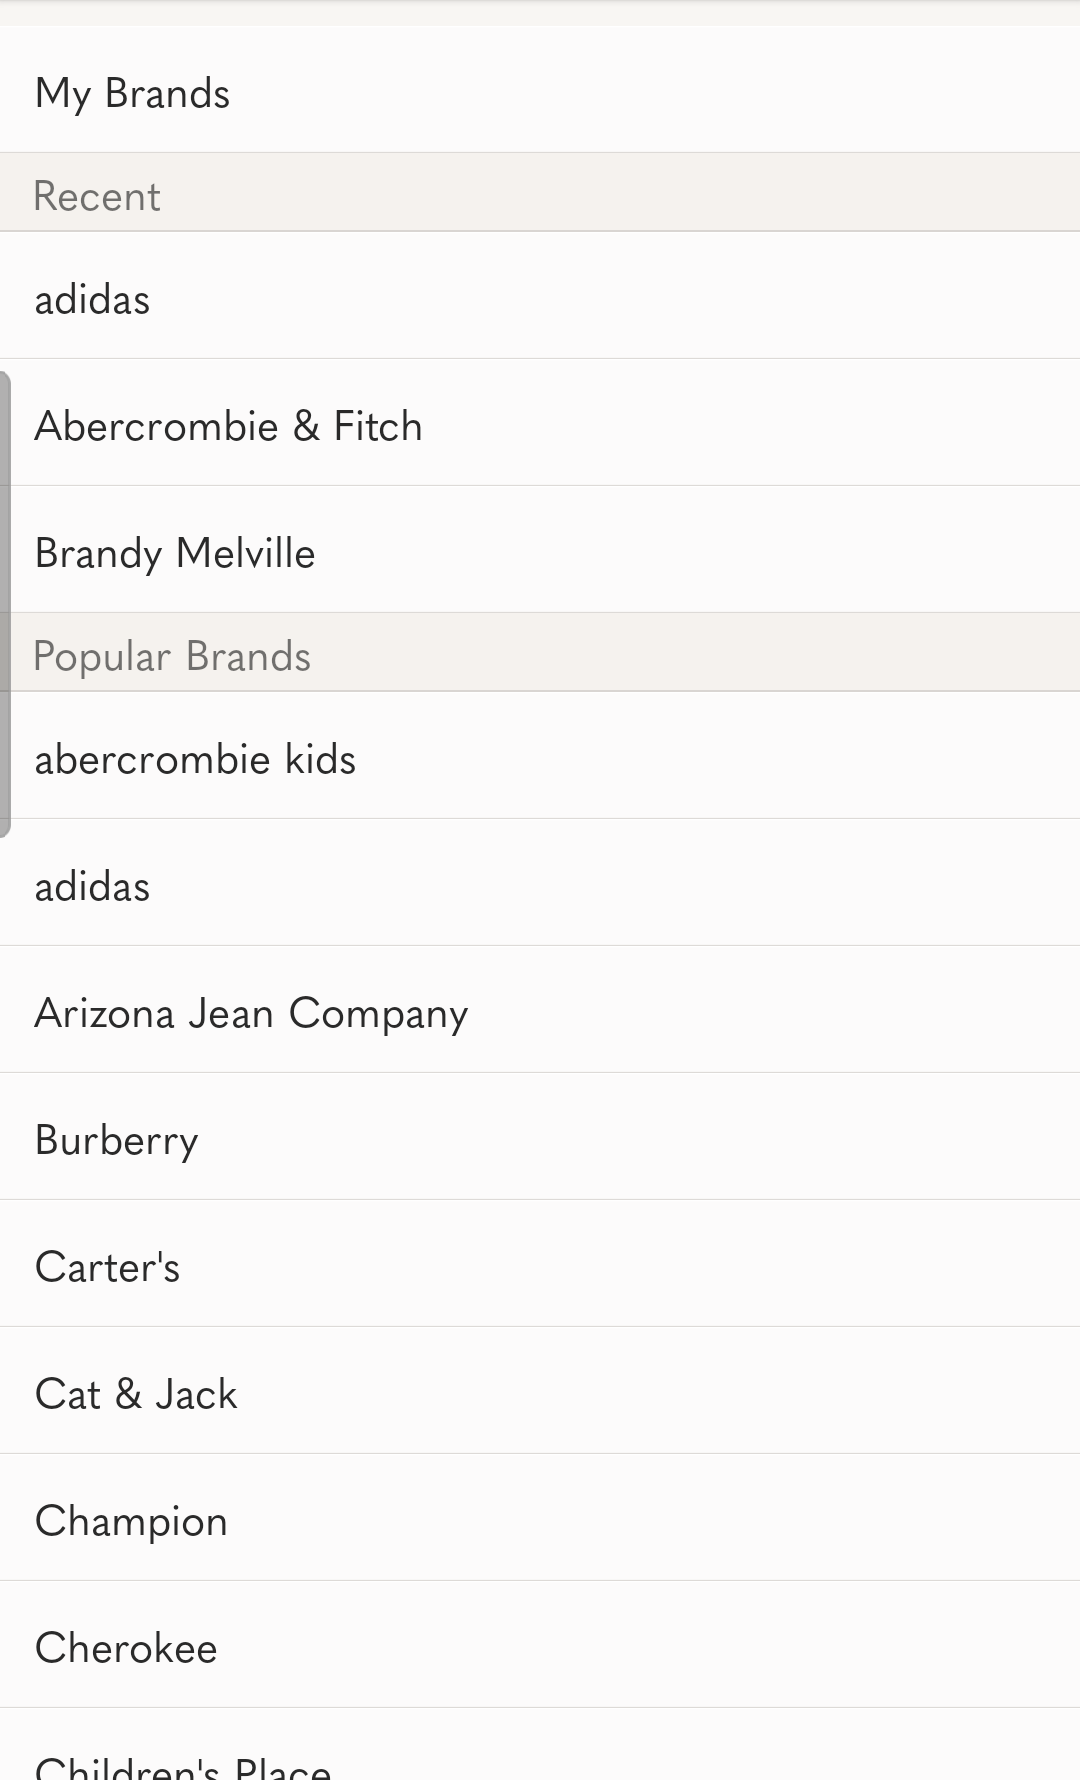 My Brands
Recent
adidas
Abercrombie & Fitch
Brandy Melville
Popular Brands
abercrombie kids
adidas
Arizona Jean Company
Burberry
Carter's
Cat & Jack
Champion
Cherokee
Children's Place